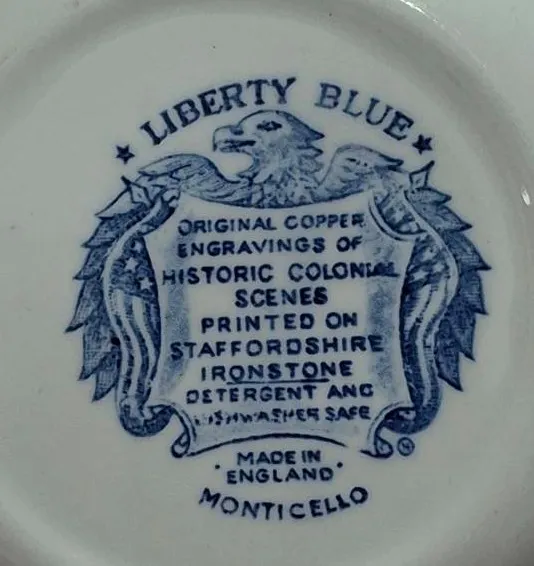 LIBERTY BLUE
ORIGINAL COPPER
ENGRAVINGS OF
HISTORIC COLONIAL
SCENES
PRINTED ON
STAFFORDSHIRE
IRONSTONE
DETERGENT AND
DISHWASHER SAFE
MADE IN
ENGLAND
MONTICELLO